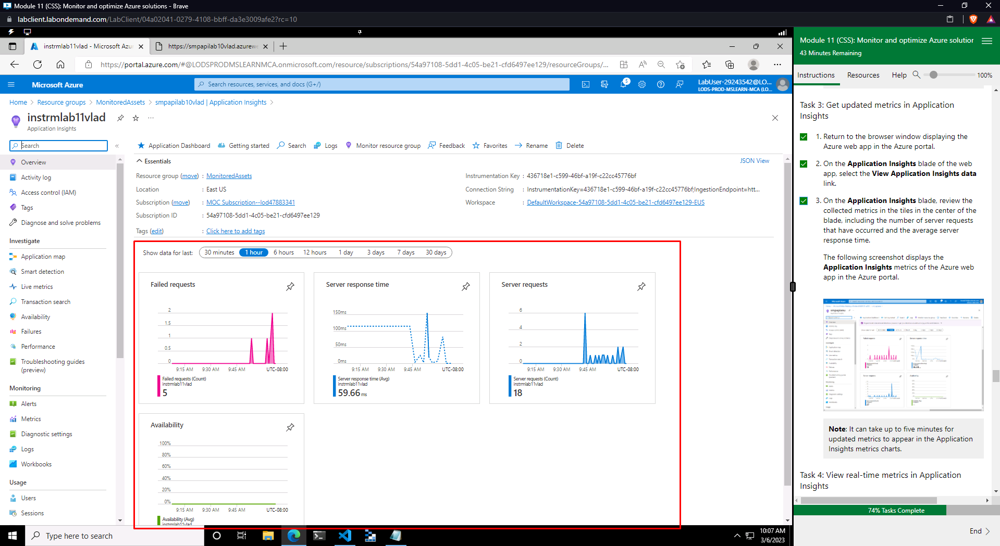 Module 11 (CSS): Monitor and optimize Azure solutions - Brave
labclient.labondemand.com/LabClient/04a02041-0279-4108-bbff-da3e3009afe2?rc=10
instrmlab11vlad - Microsoft Azur
https://smpapilab10vlad.azurewe
https://portal.azure.com/#@LODSPRODMSLEARNMCA.onmicrosoft.com/resource/subscriptions/54a97108-5dd1-4c05-be21-cfd6497ee129/resourceGroups/...
Microsoft Azure
Search resources, services, and docs (G+/)
5
LabUser-29243542@LO...
LODS-PROD-MSLEARN-MCA (LO...
Home > Resource groups > MonitoredAssets > smpapilab10vlad | Application Insights >
instrmlab11vlad
Application Insights
Search
Overview
Activity log
Access control (IAM)
Tags
Diagnose and solve problems
Investigate
Application map
Smart detection
Live metrics
Transaction search
Availability
Failures
Performance
Troubleshooting guides
(preview)
Monitoring
Alerts
Metrics
Diagnostic settings
Logs
Workbooks
Usage
Users
Sessions
Application Dashboard Getting started Search Logs Monitor resource group Feedback Favorites Rename Delete
Essentials
JSON View
Resource group (move) : MonitoredAssets
Location : East US
Subscription (move) : MOC Subscription--lod47883341
Subscription ID : 54a97108-5dd1-4c05-be21-cfd6497ee129
Tags (edit) : Click here to add tags
Instrumentation Key : 436718e1-c599-46bf-a19f-c22cc45776bf
Connection String : InstrumentationKey=436718e1-c599-46bf-a19f-c22cc45776bf;IngestionEndpoint=htt...
Workspace : DefaultWorkspace-54a97108-5dd1-4c05-be21-cfd6497ee129-EUS
Show data for last: 30 minutes 1 hour 6 hours 12 hours 1 day 3 days 7 days 30 days
Failed requests
2
1.5
1
0.5
0
9:15 AM 9:30 AM 9:45 AM UTC-08:00
Failed requests (Count)
instrmlab11vlad
5
Server response time
150ms
100ms
50ms
0ms
9:15 AM 9:30 AM 9:45 AM UTC-08:00
Server response time (Avg)
instrmlab11vlad
59.66 ms
Server requests
6
4
2
0
9:15 AM 9:30 AM 9:45 AM UTC-08:00
Server requests (Count)
instrmlab11vlad
18
Availability
100%
80%
60%
40%
20%
0%
9:15 AM 9:30 AM 9:45 AM UTC-08:00
Availability (Avg)
instrmlab11vlad
Type here to search
10:07 AM
3/6/2023
Module 11 (CSS): Monitor and optimize Azure solutior
43 Minutes Remaining
Instructions Resources Help 100%
Task 3: Get updated metrics in Application
Insights
1. Return to the browser window displaying the
Azure web app in the Azure portal.
2. On the Application Insights blade of the web
app, select the View Application Insights data
link.
3. On the Application Insights blade, review the
collected metrics in the tiles in the center of the
blade, including the number of server requests
that have occurred and the average server
response time.
The following screenshot displays the
Application Insights metrics of the Azure web
app in the Azure portal.
Note: It can take up to five minutes for
updated metrics to appear in the Application
Insights metrics charts.
Task 4: View real-time metrics in Application
Insights
74% Tasks Complete
End